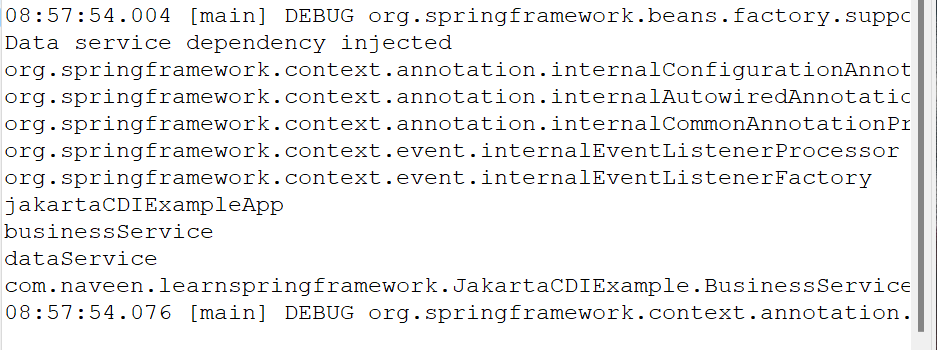 08:57:54.004 [main] DEBUG org.springframework.beans.factory.suppo
Data service dependency injected
org.springframework.context.annotation.internalConfigurationAnnot
org.springframework.context.annotation.internalAutowiredAnnotatio
org.springframework.context.annotation.internalCommonAnnotationPr
org.springframework.context.event.internalEventListenerProcessor
org.springframework.context.event.internalEventListenerFactory
jakartaCDIExampleApp
businessService
dataService
com.naveen.learnspringframework.JakartaCDIExample.BusinessService
08:57:54.076 [main] DEBUG org.springframework.context.annotation.